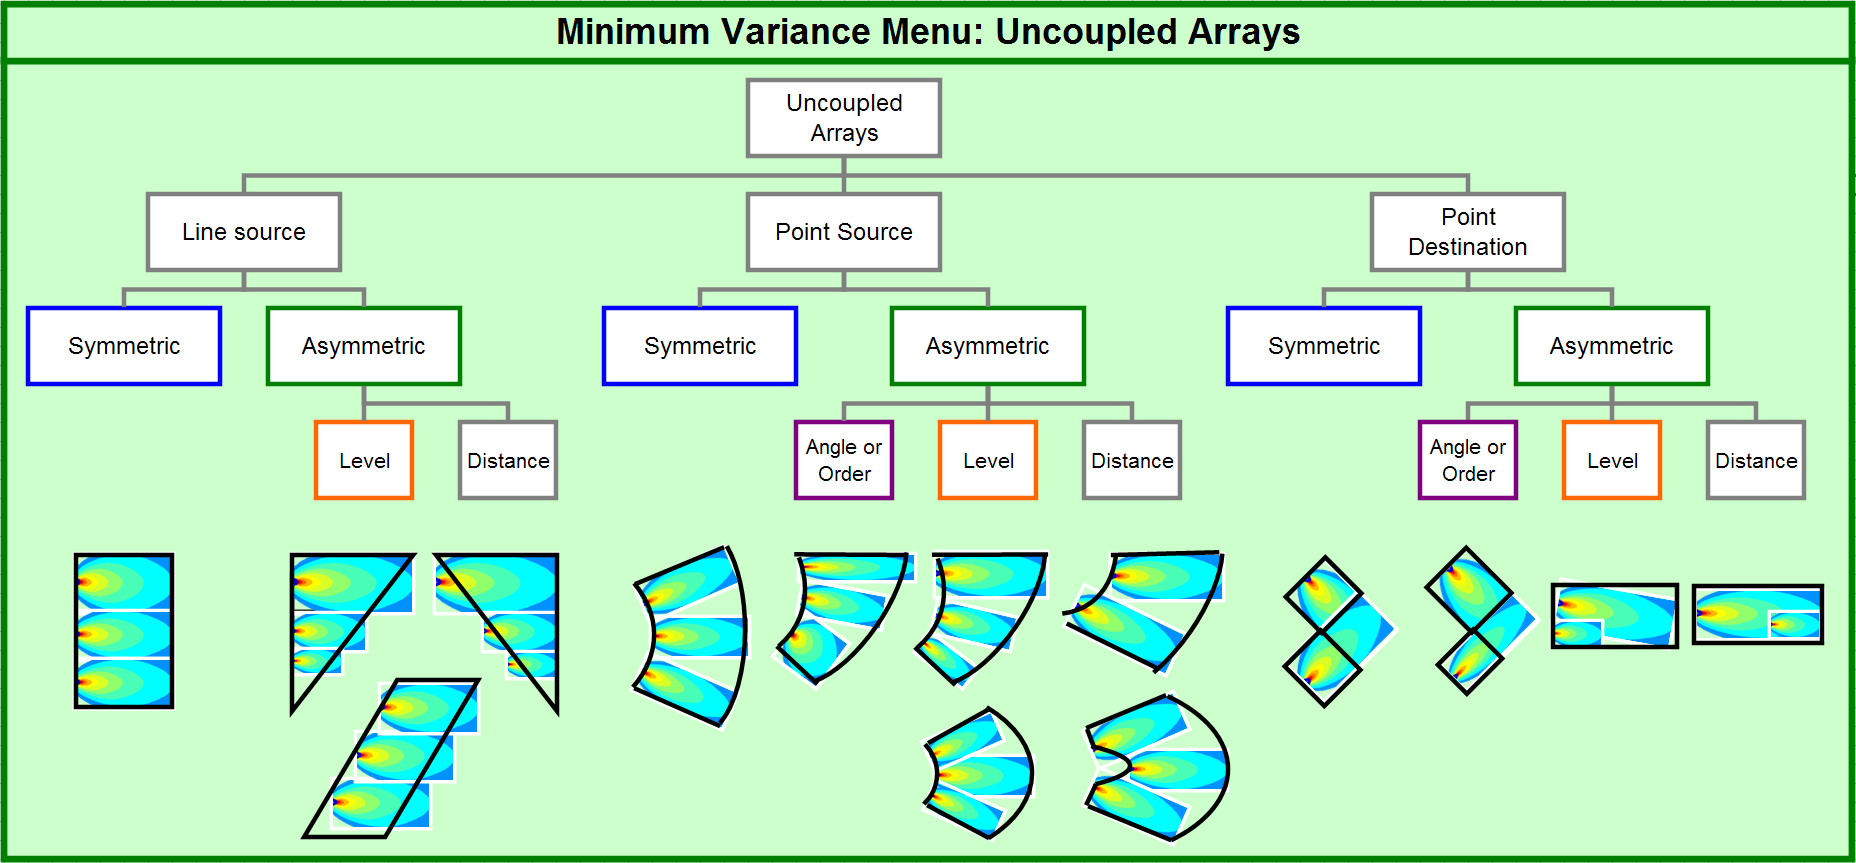 Minimum Variance Menu: Uncoupled Arrays
Uncoupled
Arrays
Line source
Point Source
Point
Destination
Symmetric
Asymmetric
Symmetric
Asymmetric
Symmetric
Asymmetric
Level
Distance
Angle or
Order
Level
Distance
Angle or
Order
Level
Distance